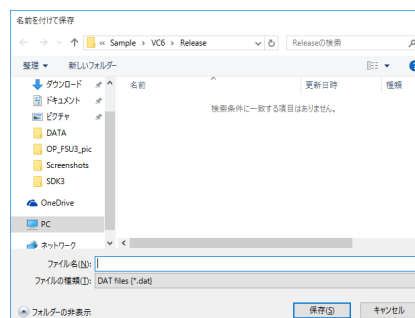 名前を付けて保存
« Sample > VC6 > Release
Releaseの検索
整理 新しいフォルダー
名前 更新日時 種類
検索条件に一致する項目はありません。
ダウンロード
ドキュメント
ピクチャ
DATA
OP_FSU3_pic
Screenshots
SDK3
OneDrive
PC
ネットワーク
ファイル名(N):
ファイルの種類(T): DAT files (*.dat)
フォルダーの非表示 保存(S) キャンセル